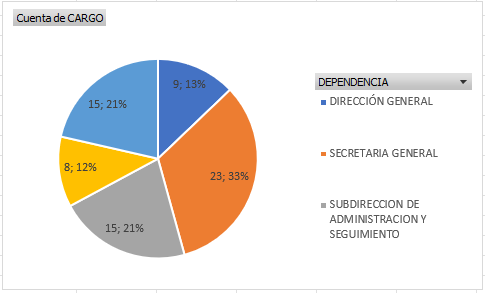 Cuenta de CARGO
9; 13%
15; 21%
23; 33%
8; 12%
15; 21%
DEPENDENCIA
DIRECCIÓN GENERAL
SECRETARIA GENERAL
SUBDIRECCION DE
ADMINISTRACION Y
SEGUIMIENTO